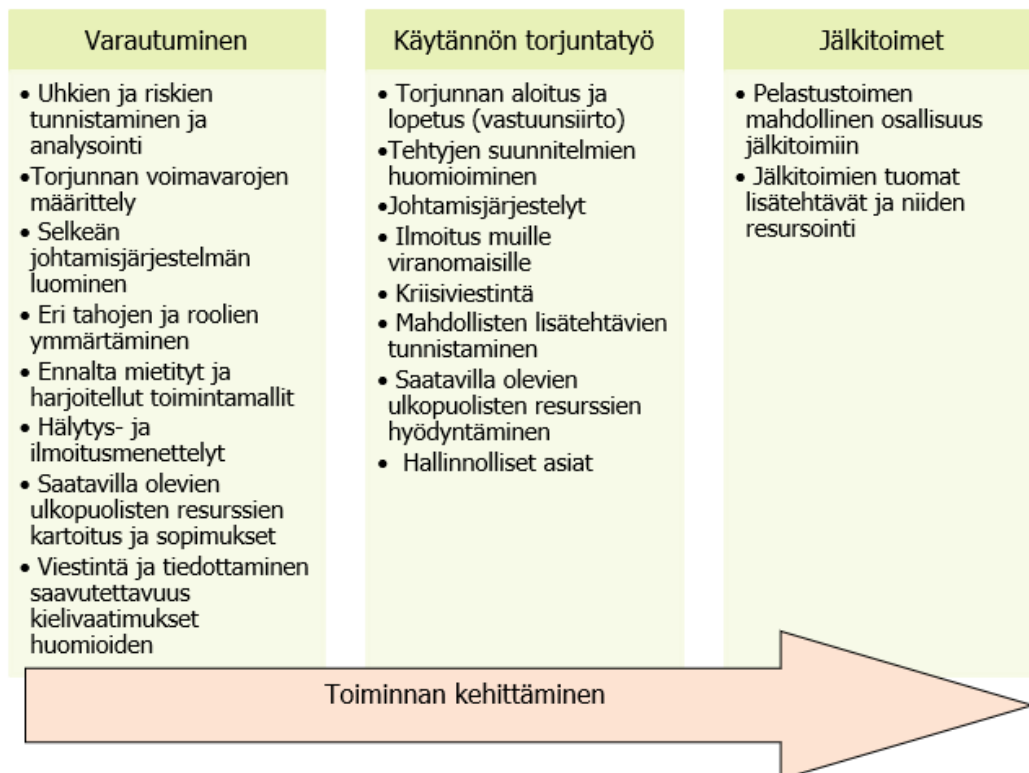 Varautuminen
• Uhkien ja riskien
tunnistaminen ja
analysointi
•Torjunnan voimavarojen
määrittely
• Selkeän
johtamisjärjestelmän
luominen
• Eri tahojen ja roolien
ymmärtäminen
• Ennalta mietityt ja
harjoitellut toimintamallit
• Hälytys- ja
ilmoitusmenettelyt
• Saatavilla olevien
ulkopuolisten resurssien
kartoitus ja sopimukset
• Viestintä ja tiedottaminen
saavutettavuus
kielivaatimukset
huomioiden
Käytännön torjuntatyö
• Torjunnan aloitus ja
lopetus (vastuunsiirto)
•Tehtyjen suunnitelmien
huomioiminen
•Johtamisjärjestelyt
• Ilmoitus muille
viranomaisille
• Kriisiviestintä
• Mahdollisten lisätehtävien
tunnistaminen
• Saatavilla olevien
ulkopuolisten resurssien
hyödyntäminen
• Hallinnolliset asiat
Jälkitoimet
• Pelastustoimen
mahdollinen osallisuus
jälkitoimiin
• Jälkitoimien tuomat
lisätehtävät ja niiden
resursointi
Toiminnan kehittäminen